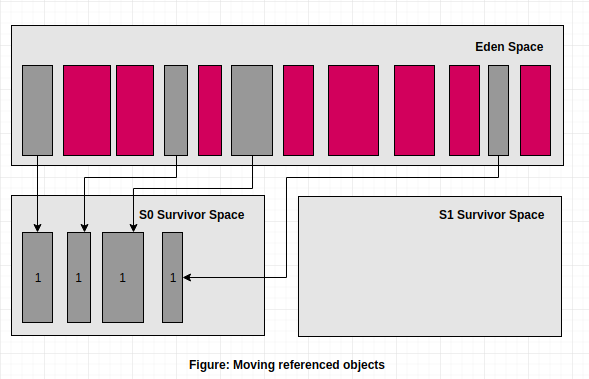 Eden Space
S0 Survivor Space
S1 Survivor Space
1
1
1
1
Figure: Moving referenced objects